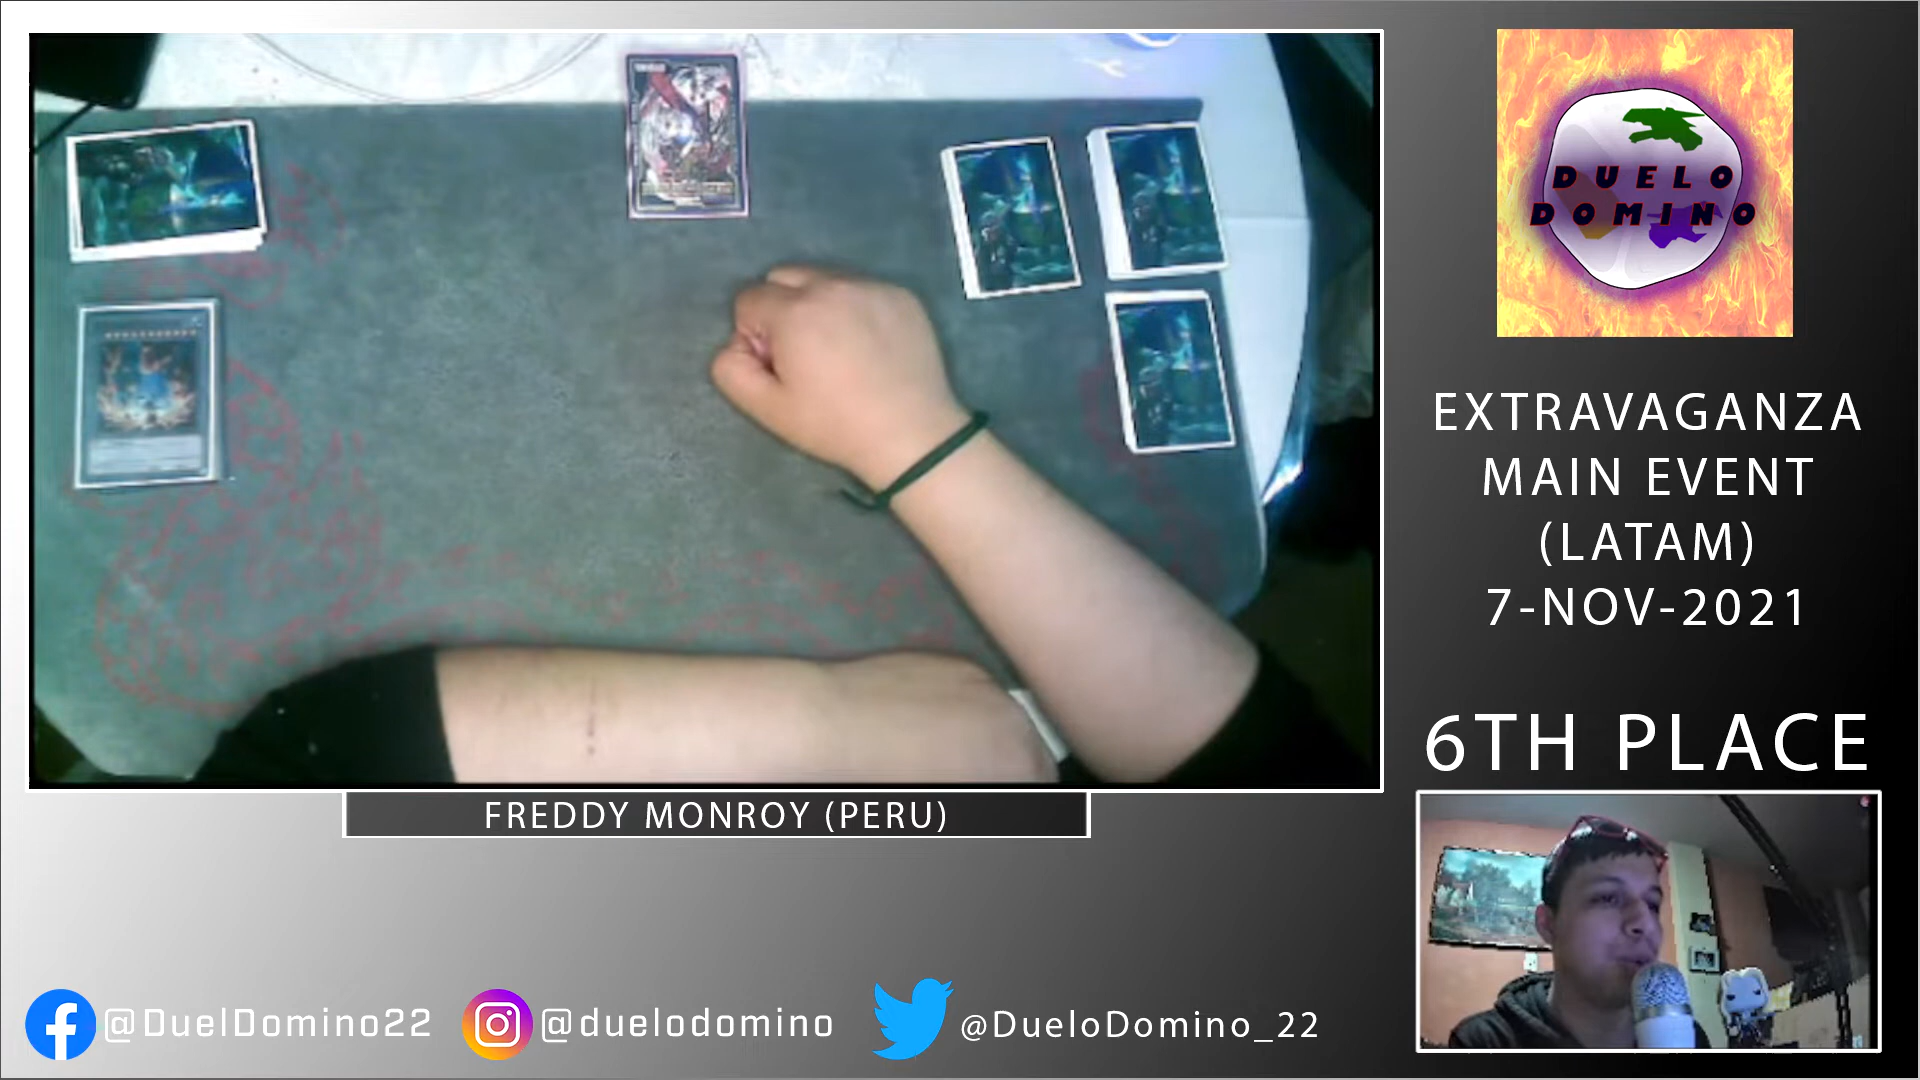 DUELO
DOMINO
EXTRAVAGANZA
MAIN EVENT
(LATAM)
7-NOV-2021
6TH PLACE
FREDDY MONROY (PERU)
@DuelDomino22
@duelodomino
@DueloDomino_22